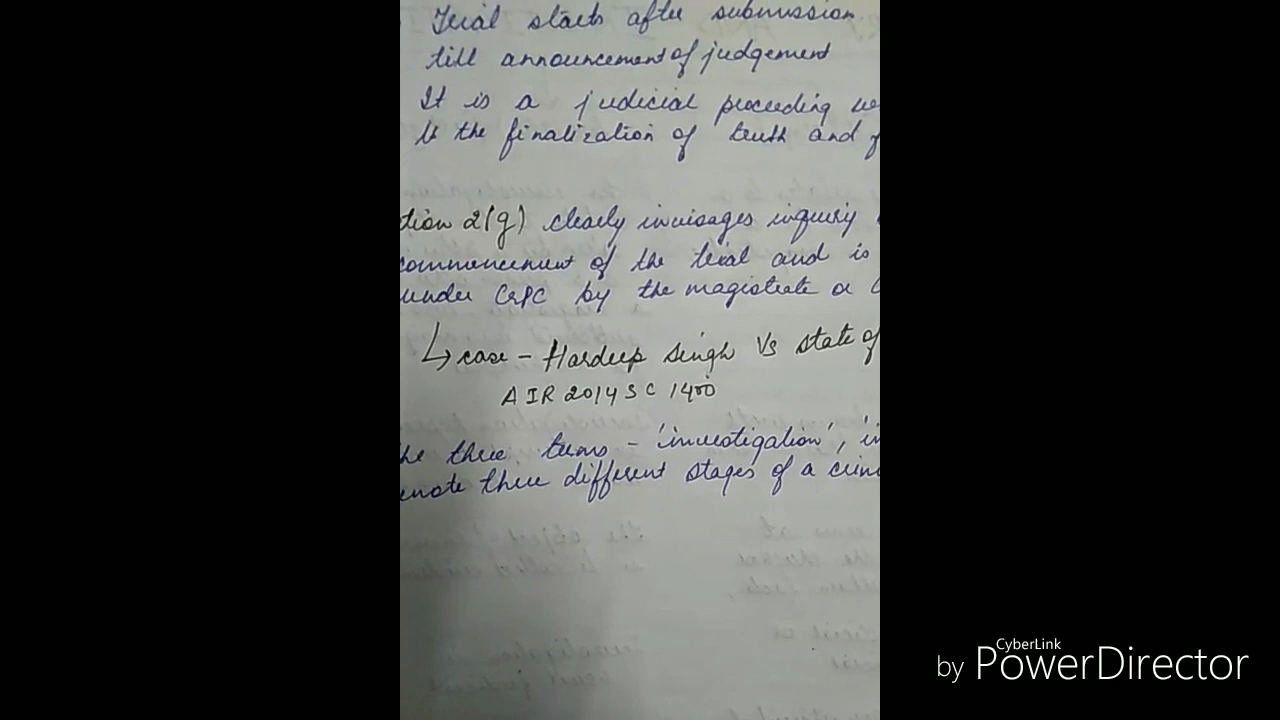 Trial starts after submission
till announcement of judgement
It is a judicial proceeding
the finalization of truth and
tion 2(g) clearly invisages inquiry
commencement of the trial and is
under CrPC by the magistrate or
↳ case - Hardeep Singh Vs State of
AIR 2014 SC 1400
he three terms - 'investigation', in
enote three different stages of a crim
CyberLink
by PowerDirector